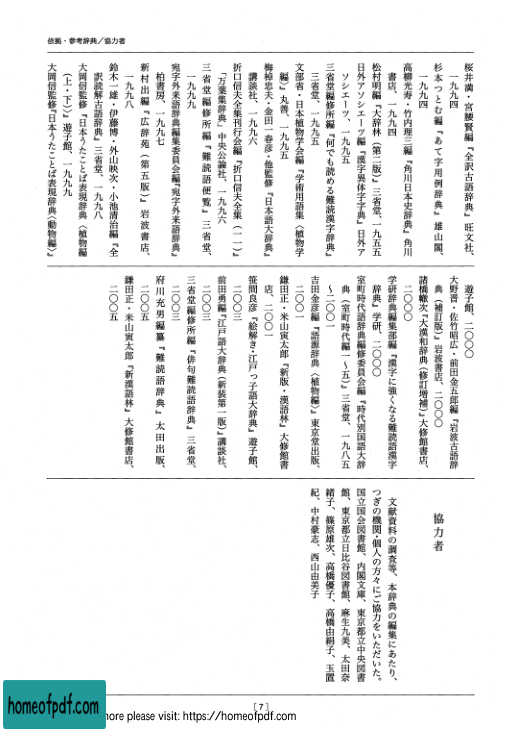 依拠・参考辞典／協力者
桜井満・宮腰賢編『全訳古語辞典』旺文社、
一九九四
杉本つとむ編『あて字用例辞典』雄山閣、
一九九四
高柳光寿・竹内理三編『角川日本史辞典』角川
書店、一九九四
松村明編『大辞林（第二版）』三省堂、一九九五
日外アソシエーツ編『漢字異体字字典』日外ア
ソシエーツ、一九九五
三省堂編修所編『何でも読める難読漢字辞典』
三省堂、一九九五
文部省・日本植物学会編『学術用語集〈植物学
編〉』丸善、一九九五
梅棹忠夫・金田一春彦・他監修『日本語大辞典』
講談社、一九九六
折口信夫全集刊行会編『折口信夫全集（一一）』
「万葉集辞典」中央公論社、一九九六
三省堂編修所編『難読語便覧』三省堂、
一九九九
宛字外来語辞典編集委員会編『宛字外来語辞典』
柏書房、一九九七
新村出編『広辞苑（第五版）』岩波書店、
一九九八
鈴木一雄・伊藤博・外山映次・小池清治編『全
訳読解古語辞典』三省堂、一九九八
大岡信監修『日本うたことば表現辞典〈植物編
（上・下）〉』遊子館、一九九九
大岡信監修『日本うたことば表現辞典〈動物編〉』
遊子館、二〇〇〇
大野晋・佐竹昭広・前田金五郎編『岩波古語辞
典（補訂版）』岩波書店、二〇〇〇
諸橋轍次『大漢和辞典（修訂増補）』大修館書店、
二〇〇〇
学研辞典編集部編『漢字に強くなる難読語漢字
辞典』学研、二〇〇〇
室町時代語辞典編修委員会編『時代別国語大辞
典（室町時代編一～五）』三省堂、一九八五
～二〇〇一
吉田金彦編『語源辞典〈植物編〉』東京堂出版、
二〇〇一
鎌田正・米山寅太郎『新版・漢語林』大修館書
店、二〇〇一
笹間良彦『絵解き・江戸っ子語大辞典』遊子館、
二〇〇三
前田勇編『江戸語大辞典（新装第一版）』講談社、
二〇〇三
三省堂編修所編『俳句難読語辞典』三省堂、
二〇〇三
府川充男編纂『難読語辞典』太田出版、
二〇〇五
鎌田正・米山寅太郎『新漢語林』大修館書店、
二〇〇五
協力者
文献資料の調査等、本辞典の編集にあたり、
つぎの機関・個人の方々にご協力をいただいた。
国立国会図書館、内閣文庫、東京都立中央図書
館、東京都立日比谷図書館、麻生九美、太田奈
緒子、篠原雄次、高橋優子、高橋由絹子、玉置
紀、中村豪志、西山由美子
[7]
homeofpdf.com
more please visit: https://homeofpdf.com